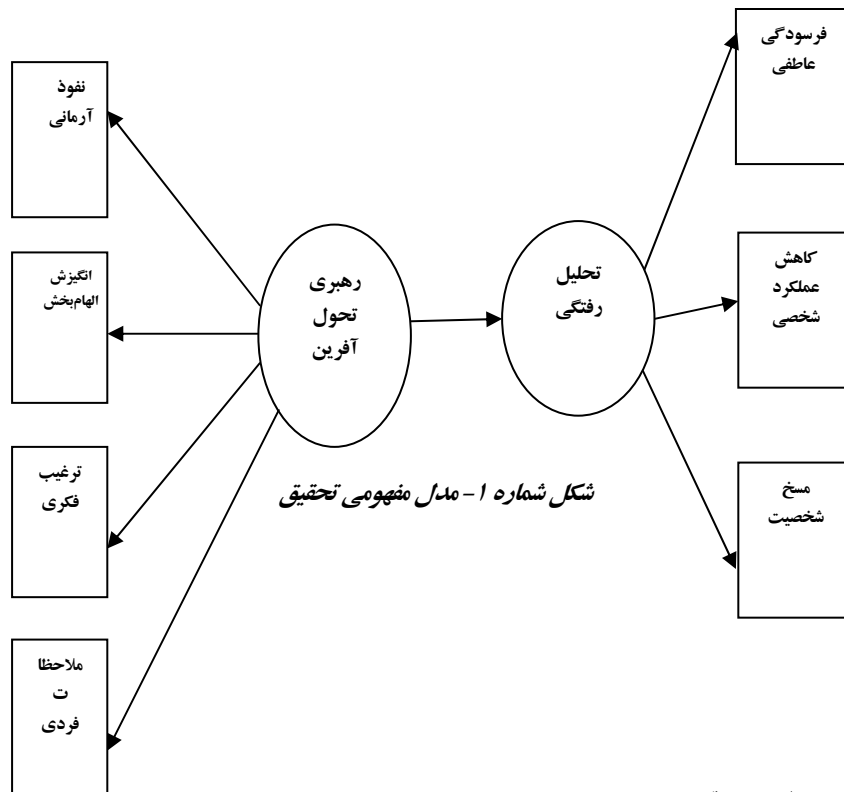 فرسودگی
عاطفی
نفوذ
آرمانی
کاهش
عملکرد
شخصی
انگیزش
الهام‌بخش
رهبری
تحول
آفرین
تحلیل
رفتگی
ترغیب
فکری
مسخ
شخصیت
شکل شماره ۱- مدل مفهومی تحقیق
ملاحظا
ت
فردی